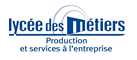 lycée des métiers
Production
et services à l'entreprise